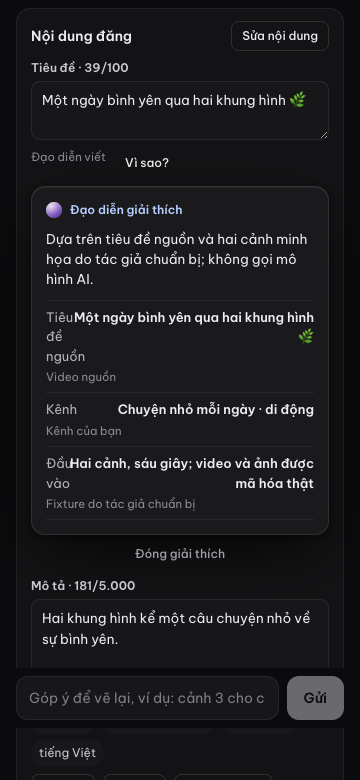 Nội dung đăng
Sửa nội dung
Tiêu đề · 39/100
Một ngày bình yên qua hai khung hình 🌿
Đạo diễn viết
Vì sao?
Đạo diễn giải thích
Dựa trên tiêu đề nguồn và hai cảnh minh
họa do tác giả chuẩn bị; không gọi mô
hình AI.
Tiêu đề nguồn
Một ngày bình yên qua hai khung hình 🌿
Video nguồn
Kênh
Chuyện nhỏ mỗi ngày · di động
Kênh của bạn
Đầu vào
Hai cảnh, sáu giây; video và ảnh được
mã hóa thật
Fixture do tác giả chuẩn bị
Đóng giải thích
Mô tả · 181/5.000
Hai khung hình kể một câu chuyện nhỏ về
sự bình yên.
Góp ý để vẽ lại, ví dụ: cảnh 3 cho c
Gửi
tiếng Việt